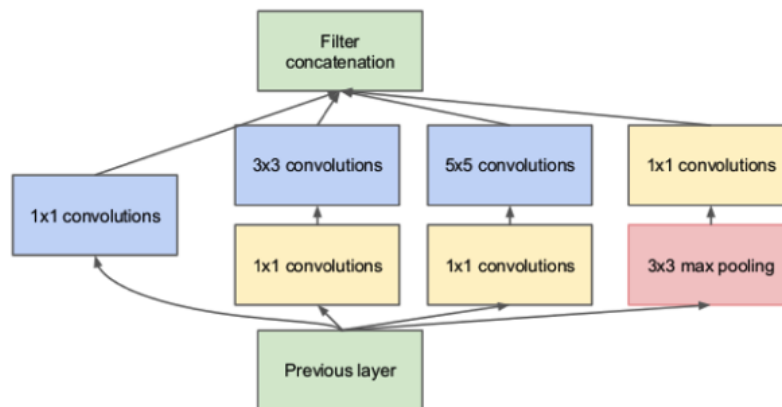 Filter
concatenation
3x3 convolutions
5x5 convolutions
1x1 convolutions
1x1 convolutions
1x1 convolutions
1x1 convolutions
3x3 max pooling
Previous layer